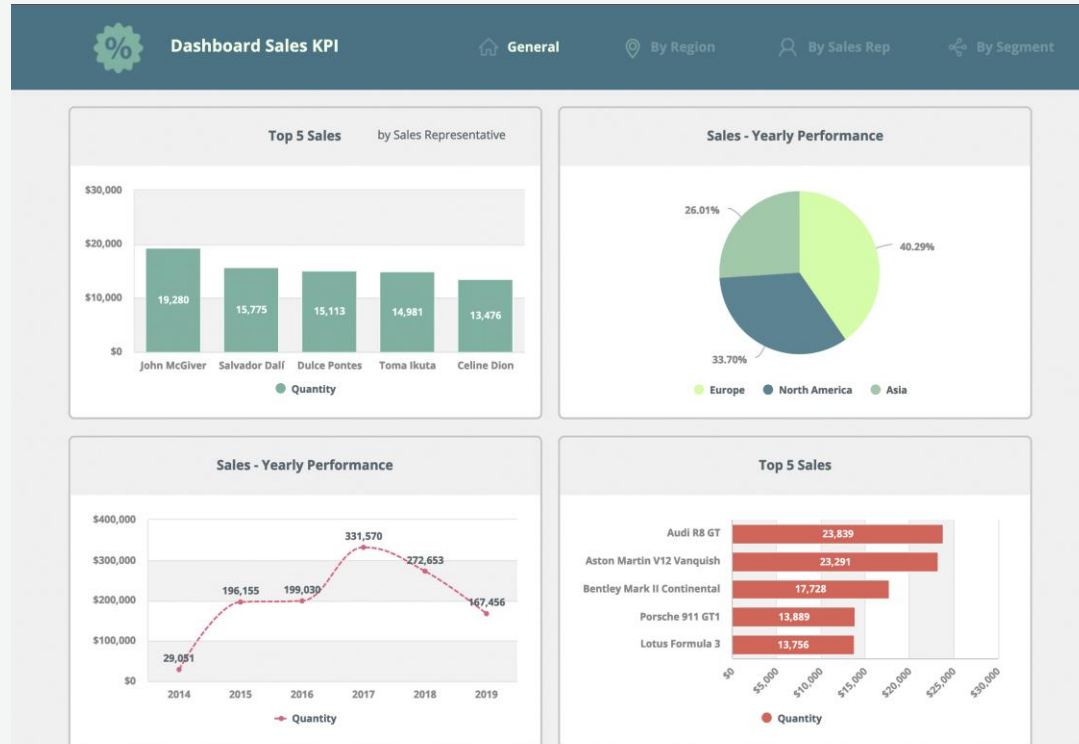 %
Dashboard Sales KPI
General
By Region
By Sales Rep
By Segment
Top 5 Sales by Sales Representative
$30,000
$20,000
$10,000
$0
19,280
15,775
15,113
14,981
13,476
John McGiver
Salvador Dalí
Dulce Pontes
Toma Ikuta
Celine Dion
Quantity
Sales - Yearly Performance
26.01%
40.29%
33.70%
Europe
North America
Asia
Sales - Yearly Performance
$400,000
$300,000
$200,000
$100,000
$0
29,051
196,155
199,030
331,570
272,653
167,456
2014
2015
2016
2017
2018
2019
Quantity
Top 5 Sales
Audi R8 GT
23,839
Aston Martin V12 Vanquish
23,291
Bentley Mark II Continental
17,728
Porsche 911 GT1
13,889
Lotus Formula 3
13,756
$0
$5,000
$10,000
$15,000
$20,000
$25,000
$30,000
Quantity